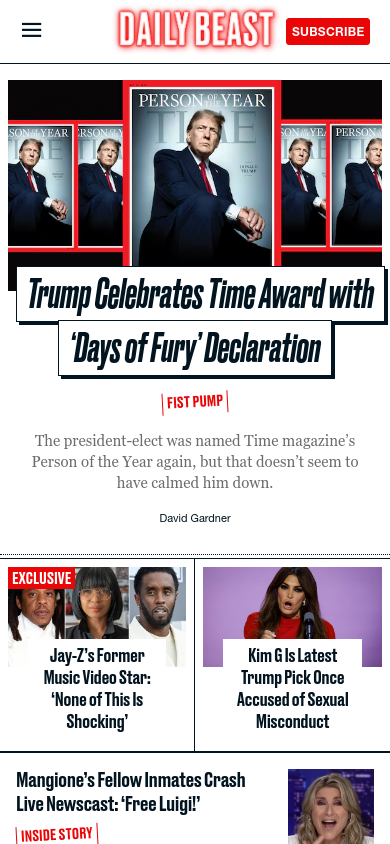 DAILY BEAST
SUBSCRIBE
PERSON OF THE YEAR
TIME
DONALD
TRUMP
Trump Celebrates Time Award with
‘Days of Fury’ Declaration
FIST PUMP
The president-elect was named Time magazine’s
Person of the Year again, but that doesn’t seem to
have calmed him down.
David Gardner
EXCLUSIVE
Jay-Z’s Former
Music Video Star:
‘None of This Is
Shocking’
Kim G Is Latest
Trump Pick Once
Accused of Sexual
Misconduct
Mangione’s Fellow Inmates Crash
Live Newscast: ‘Free Luigi!’
INSIDE STORY